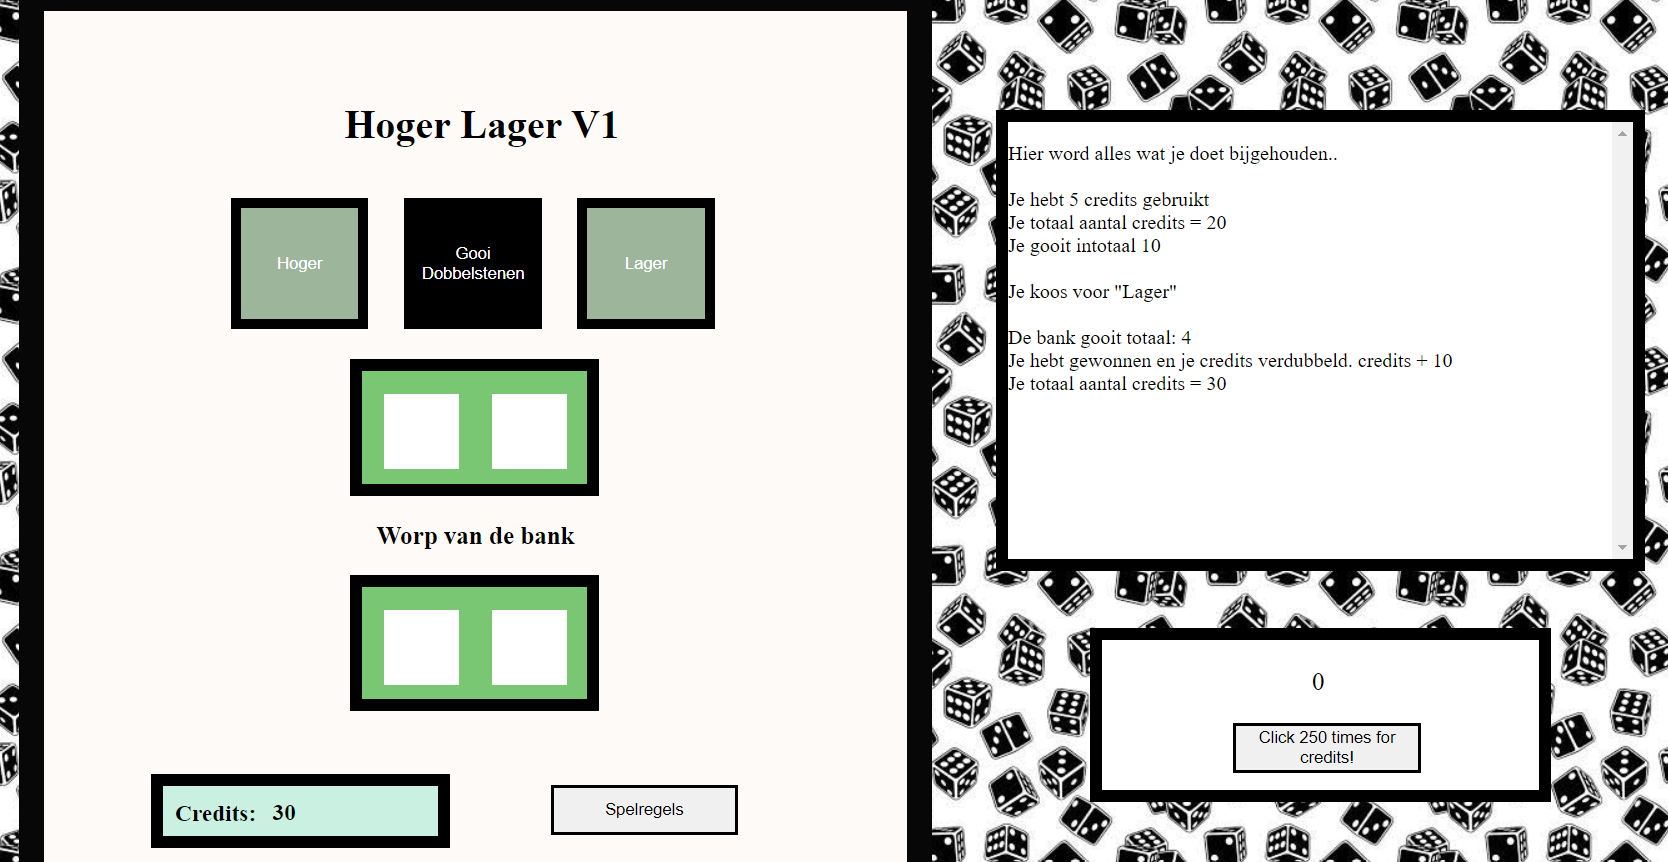 Hoger Lager V1
Hoger
Gooi
Dobbelstenen
Lager
Worp van de bank
Credits: 30
Spelregels
Hier word alles wat je doet bijgehouden..
Je hebt 5 credits gebruikt
Je totaal aantal credits = 20
Je gooit intotaal 10
Je koos voor "Lager"
De bank gooit totaal: 4
Je hebt gewonnen en je credits verdubbeld. credits + 10
Je totaal aantal credits = 30
0
Click 250 times for
credits!